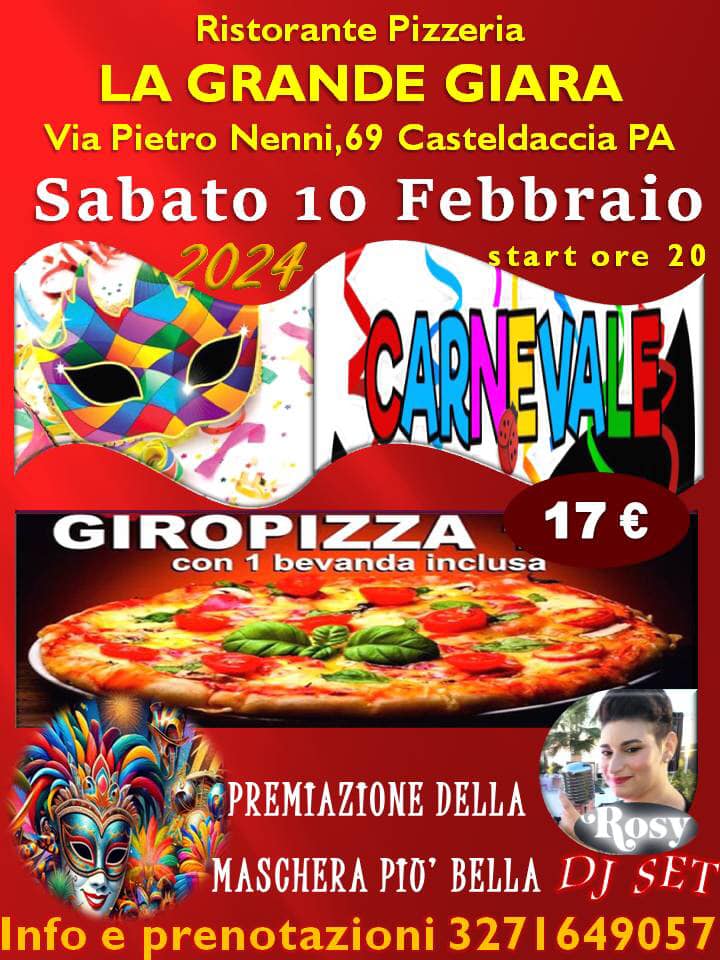 Ristorante Pizzeria
LA GRANDE GIARA
Via Pietro Nenni,69 Casteldaccia PA
Sabato 10 Febbraio
2024
start ore 20
CARNEVALE
GIROPIZZA
17 €
con 1 bevanda inclusa
PREMIAZIONE DELLA
MASCHERA PIÙ' BELLA
Rosy
DJ SET
Info e prenotazioni 3271649057